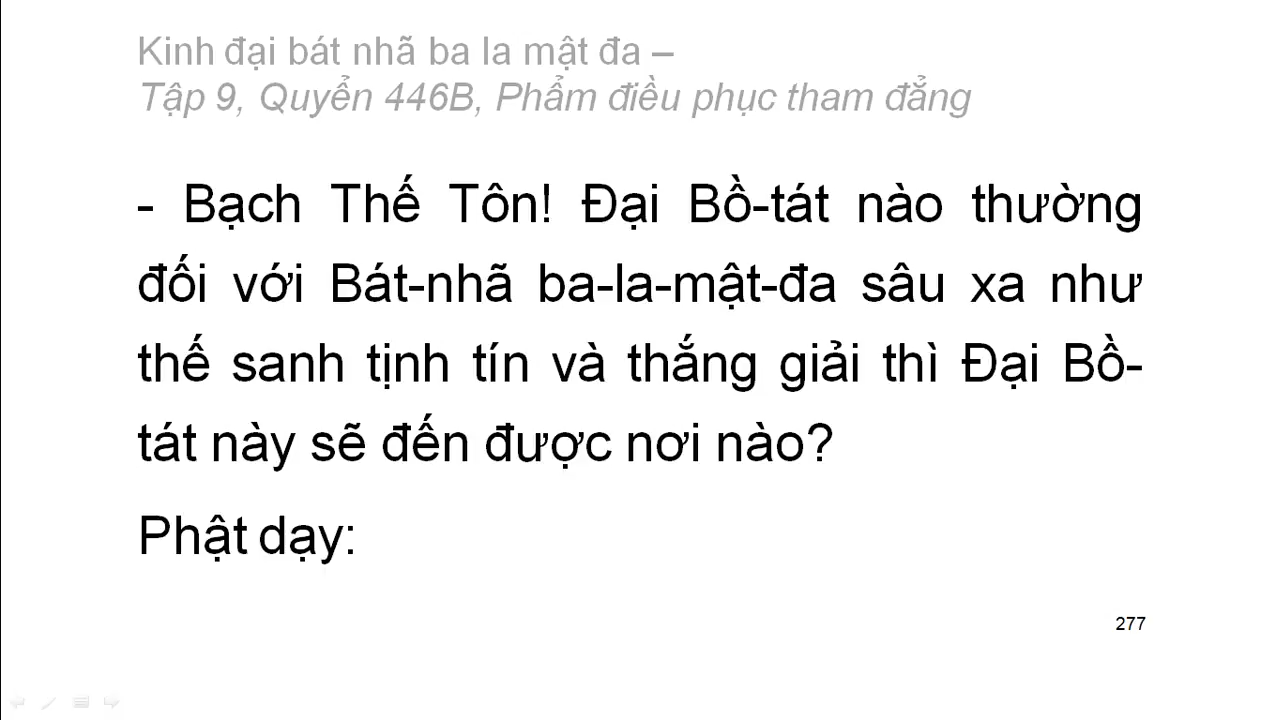 Kinh đại bát nhã ba la mật đa –
Tập 9, Quyển 446B, Phẩm điều phục tham đẳng
- Bạch Thế Tôn! Đại Bồ-tát nào thường
đối với Bát-nhã ba-la-mật-đa sâu xa như
thế sanh tịnh tín và thắng giải thì Đại Bồ-
tát này sẽ đến được nơi nào?
Phật dạy:
277